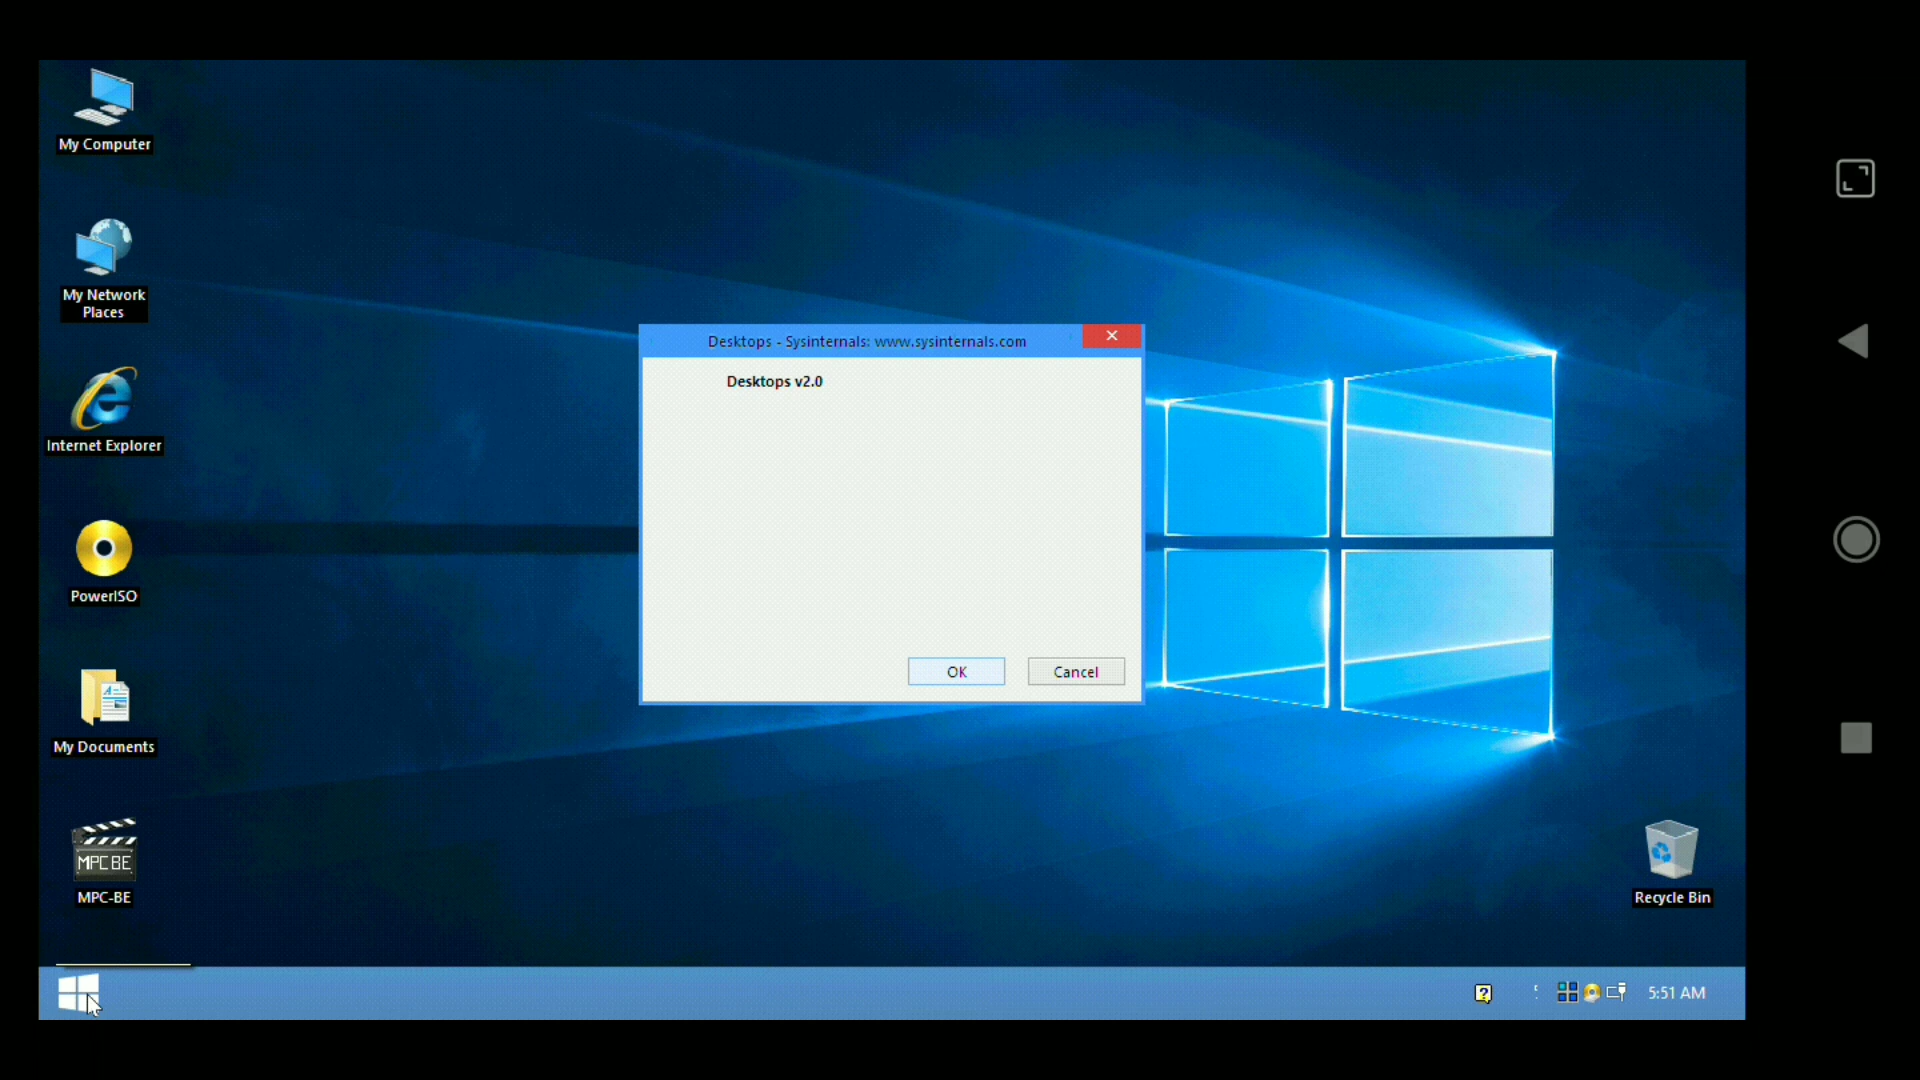 My Computer
My Network
Places
Internet Explorer
PowerISO
My Documents
MPC BE
MPC-BE
Desktops - Sysinternals: www.sysinternals.com
Desktops v2.0
OK
Cancel
Recycle Bin
5:51 AM